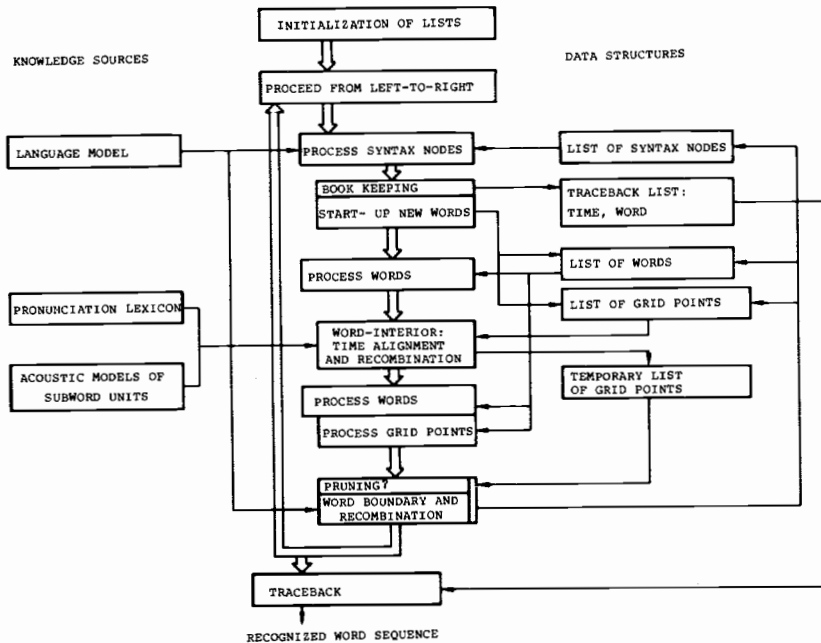 INITIALIZATION OF LISTS
KNOWLEDGE SOURCES
DATA STRUCTURES
PROCEED FROM LEFT-TO-RIGHT
LANGUAGE MODEL
PROCESS SYNTAX NODES
LIST OF SYNTAX NODES
BOOK KEEPING
START- UP NEW WORDS
TRACEBACK LIST:
TIME, WORD
PROCESS WORDS
LIST OF WORDS
LIST OF GRID POINTS
PRONUNCIATION LEXICON
WORD-INTERIOR:
TIME ALIGNMENT
AND RECOMBINATION
ACOUSTIC MODELS OF
SUBWORD UNITS
TEMPORARY LIST
OF GRID POINTS
PROCESS WORDS
PROCESS GRID POINTS
PRUNING?
WORD BOUNDARY AND
RECOMBINATION
TRACEBACK
RECOGNIZED WORD SEQUENCE